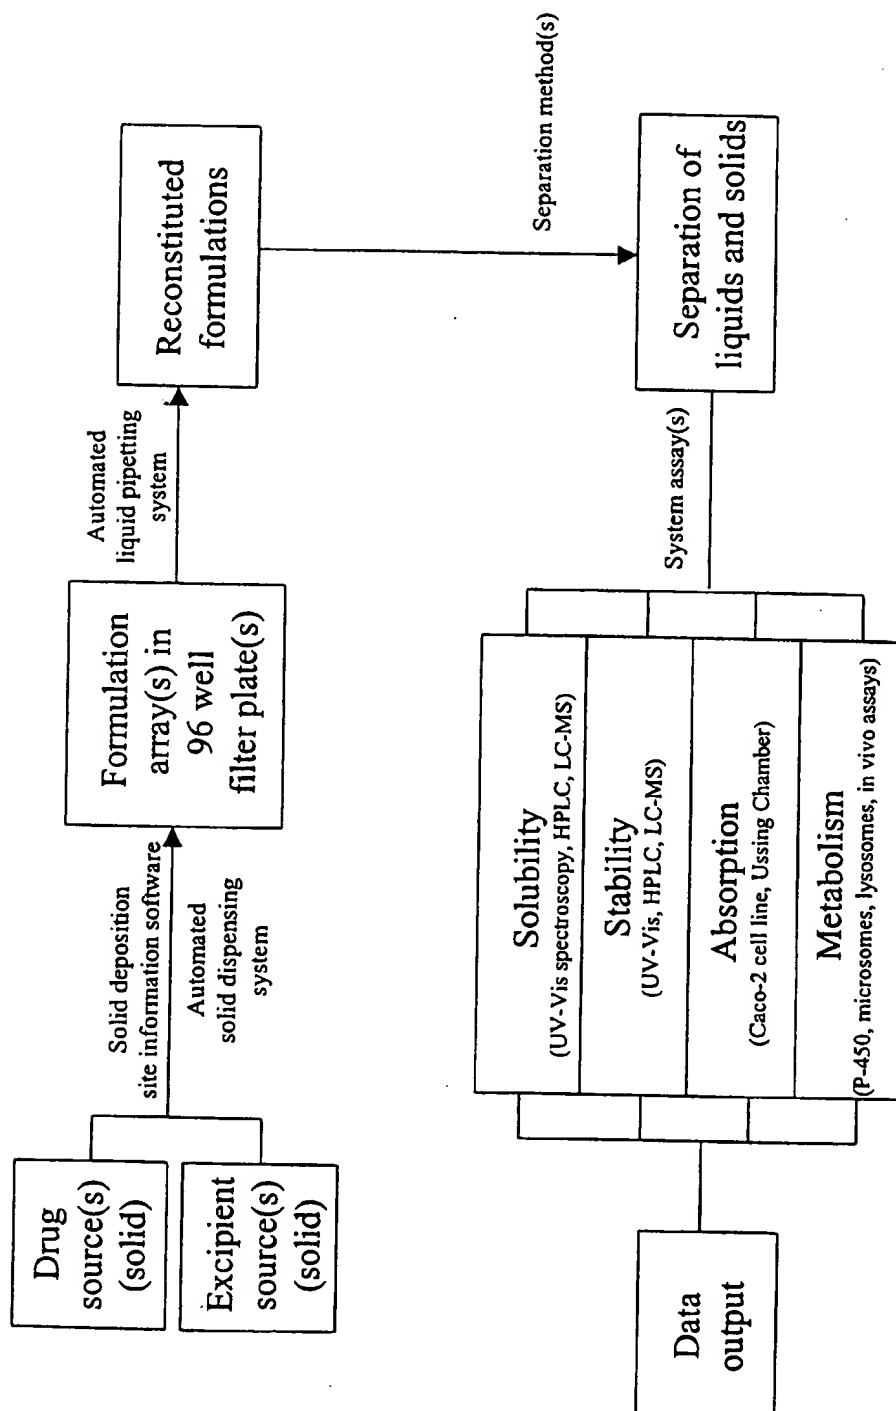 Drug
source(s)
(solid)
Excipient
source(s)
(solid)
Solid deposition
site information software
Automated
solid dispensing
system
Formulation
array(s) in
96 well
filter plate(s)
Automated
liquid pipetting
system
Reconstituted
formulations
Separation method(s)
Separation of
liquids and solids
System assay(s)
Solubility
(UV-Vis spectroscopy, HPLC, LC-MS)
Stability
(UV-Vis, HPLC, LC-MS)
Absorption
(Caco-2 cell line, Ussing Chamber)
Metabolism
(P-450, microsomes, lysosomes, in vivo assays)
Data
output